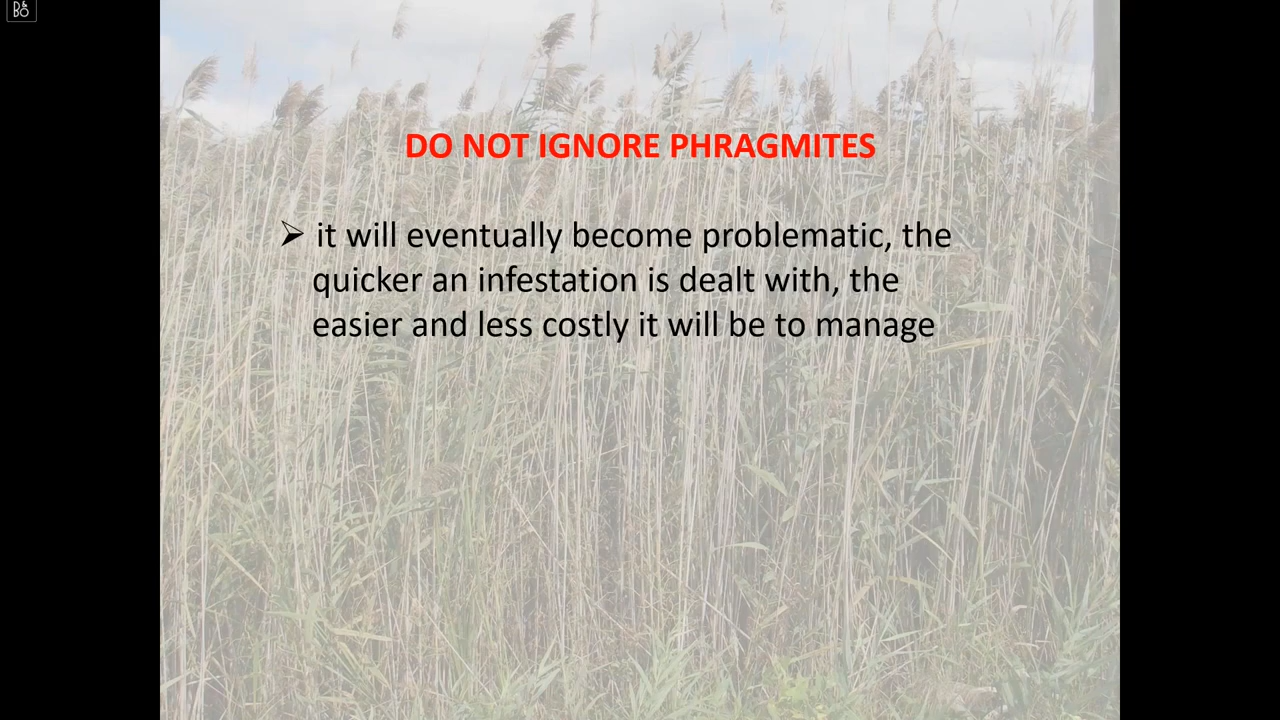 B&
BO
DO NOT IGNORE PHRAGMITES
➢ it will eventually become problematic, the
quicker an infestation is dealt with, the
easier and less costly it will be to manage